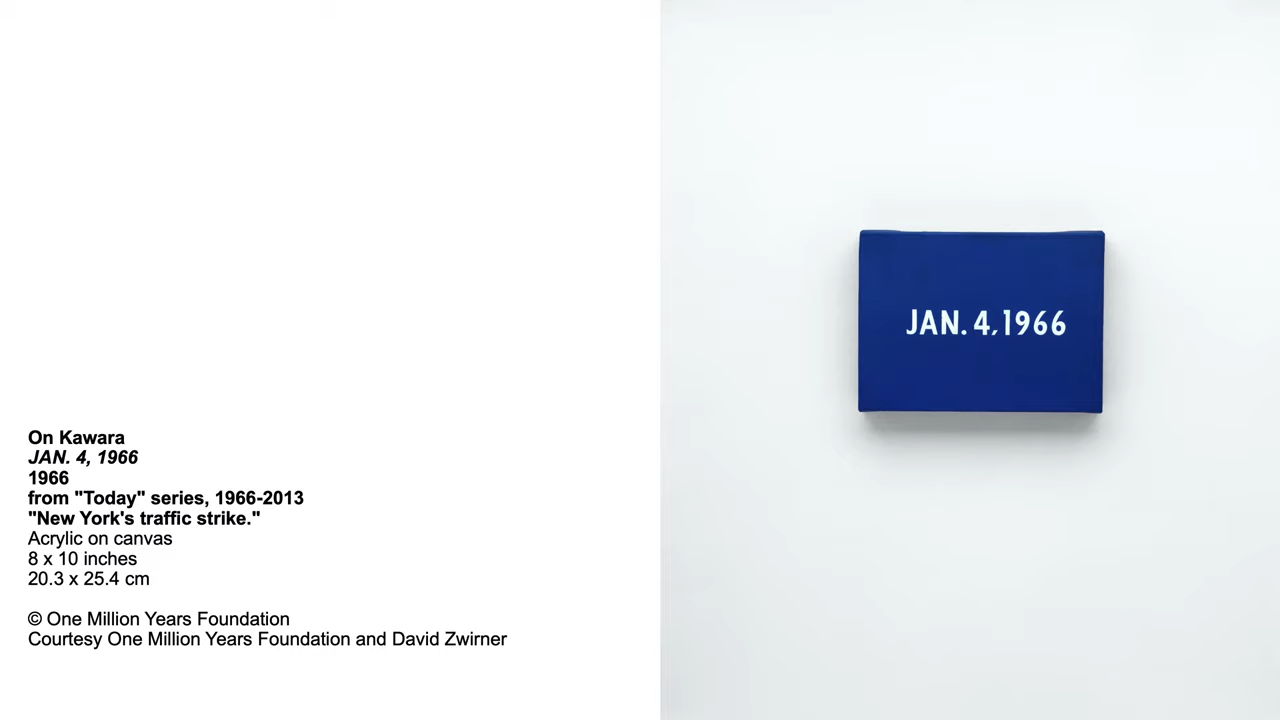 On Kawara
JAN. 4, 1966
1966
from "Today" series, 1966-2013
"New York's traffic strike."
Acrylic on canvas
8 x 10 inches
20.3 x 25.4 cm
© One Million Years Foundation
Courtesy One Million Years Foundation and David Zwirner
JAN. 4,1966